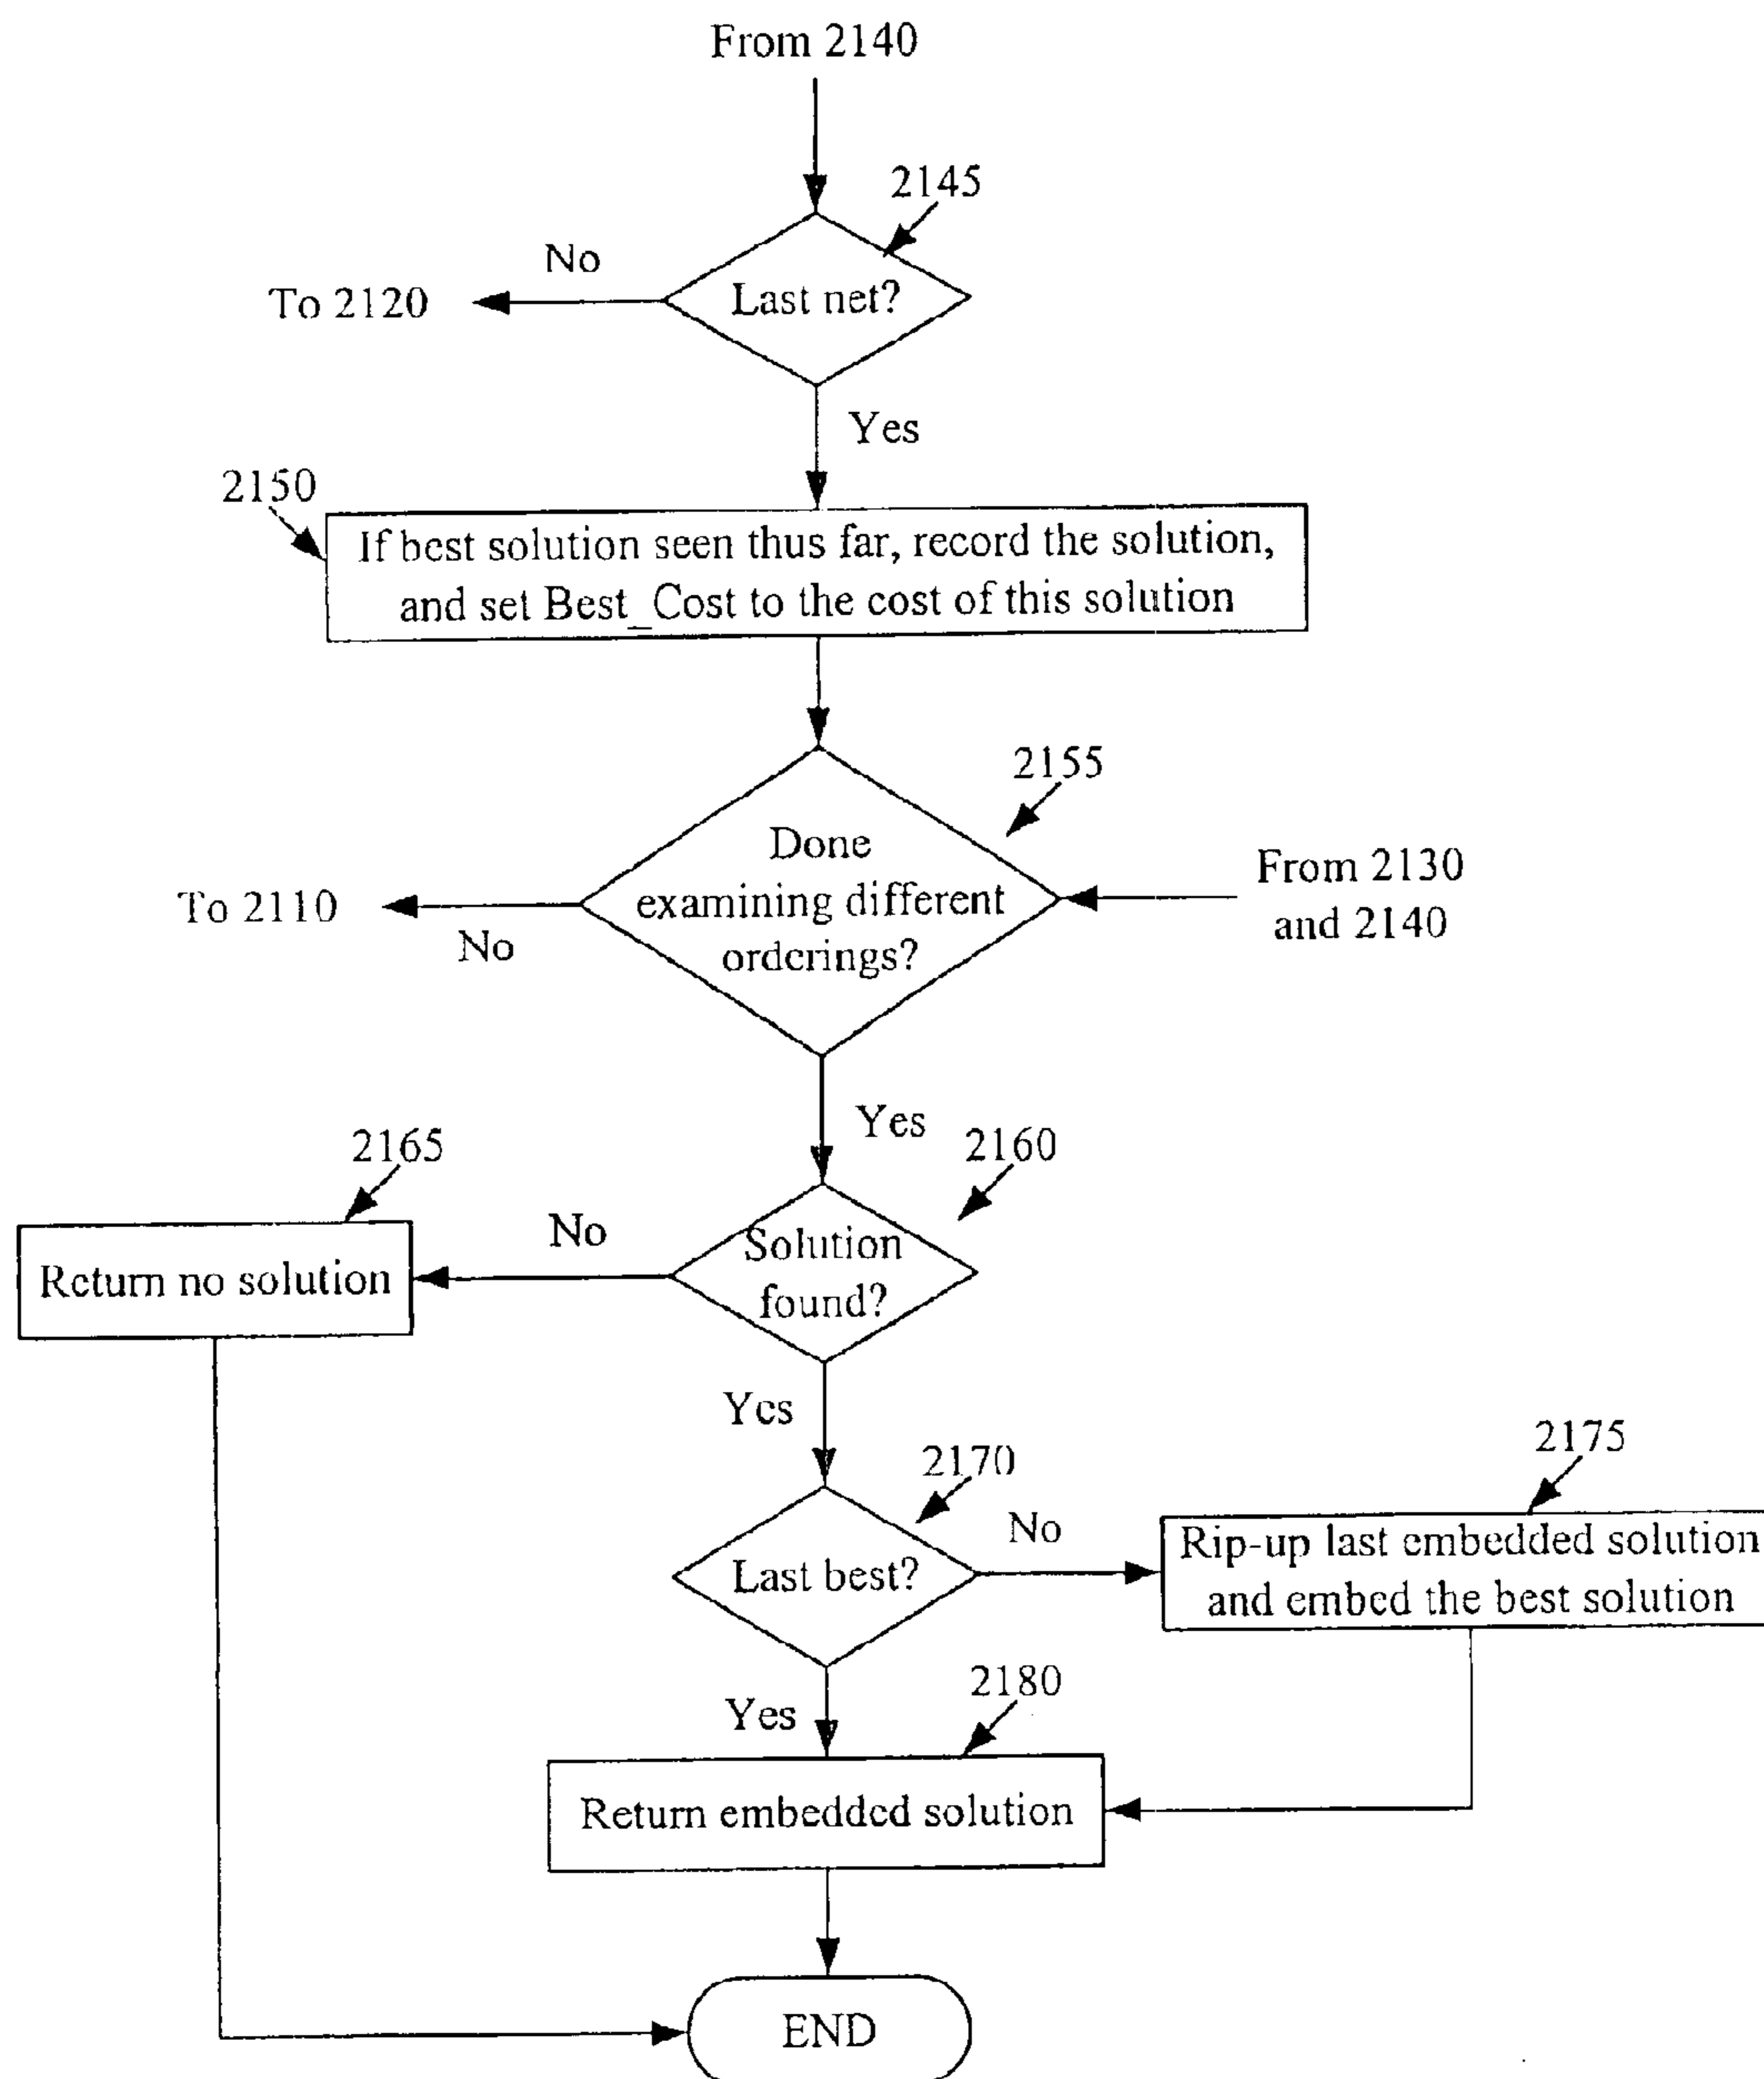 From 2140
2145
No
Last net?
To 2120
Yes
2150
If best solution seen thus far, record the solution,
and set Best_Cost to the cost of this solution
2155
Done
examining different
orderings?
From 2130
and 2140
To 2110
No
Yes
2160
2165
No
Solution
found?
Return no solution
Yes
2170
2175
No
Last best?
Rip-up last embedded solution
and embed the best solution
2180
Yes
Return embedded solution
END